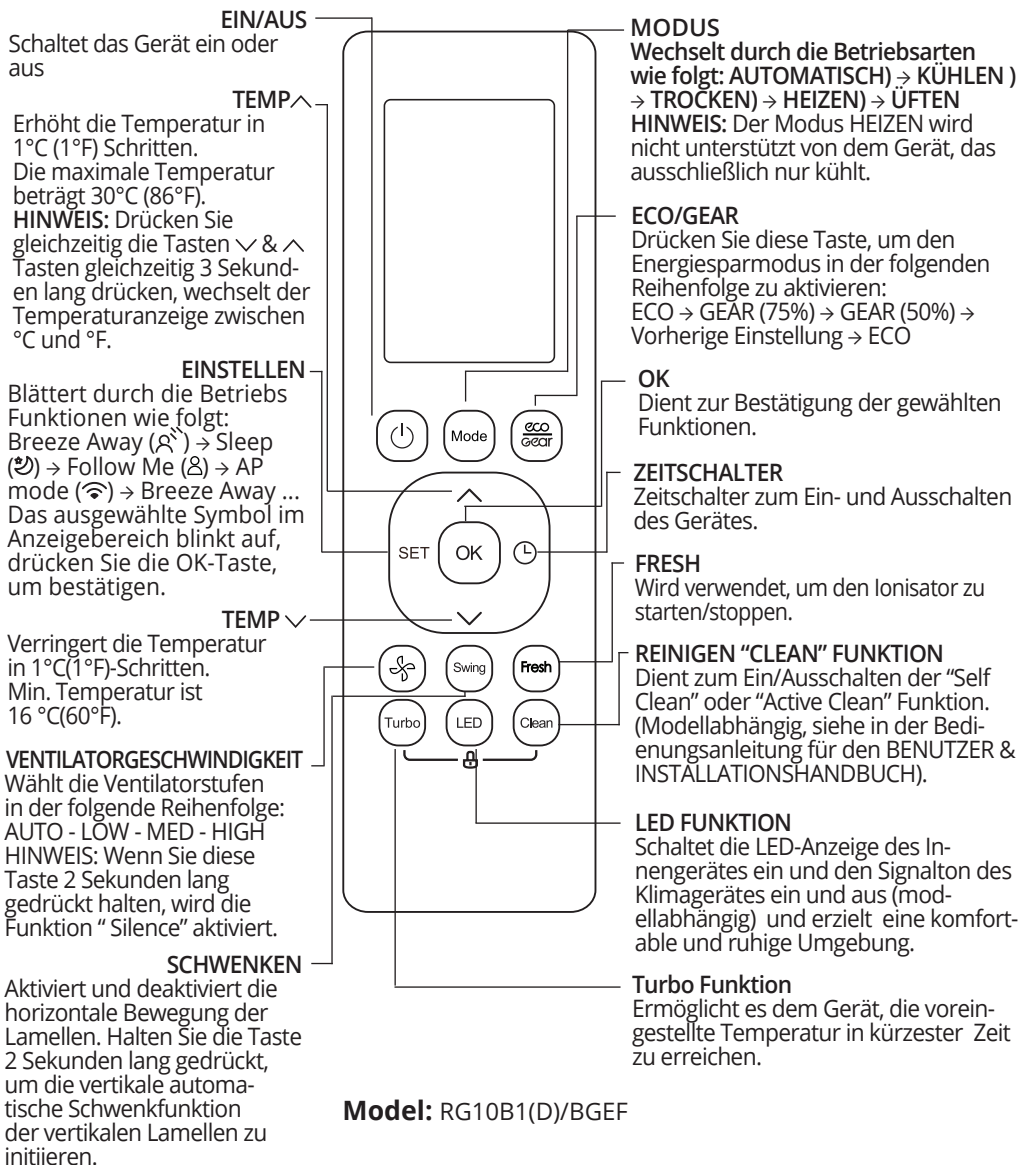 EIN/AUS
Schaltet das Gerät ein oder
aus
TEMP
Erhöht die Temperatur in
1°C (1°F) Schritten.
Die maximale Temperatur
beträgt 30°C (86°F).
HINWEIS: Drücken Sie
gleichzeitig die Tasten ﹀ & ︿
Tasten gleichzeitig 3 Sekund-
en lang drücken, wechselt der
Temperaturanzeige zwischen
°C und °F.
EINSTELLEN
Blättert durch die Betriebs
Funktionen wie folgt:
Breeze Away () → Sleep
() → Follow Me () → AP
mode () → Breeze Away ...
Das ausgewählte Symbol im
Anzeigebereich blinkt auf,
drücken Sie die OK-Taste,
um bestätigen.
TEMP
Verringert die Temperatur
in 1°C(1°F)-Schritten.
Min. Temperatur ist
16 °C(60°F).
VENTILATORGESCHWINDIGKEIT
Wählt die Ventilatorstufen
in der folgende Reihenfolge:
AUTO - LOW - MED - HIGH
HINWEIS: Wenn Sie diese
Taste 2 Sekunden lang
gedrückt halten, wird die
Funktion “ Silence” aktiviert.
SCHWENKEN
Aktiviert und deaktiviert die
horizontale Bewegung der
Lamellen. Halten Sie die Taste
2 Sekunden lang gedrückt,
um die vertikale automa-
tische Schwenkfunktion
der vertikalen Lamellen zu
initiieren.
Mode
eco
Gear
SET
OK
Swing
Fresh
Turbo
LED
Clean
Model: RG10B1(D)/BGEF
MODUS
Wechselt durch die Betriebsarten
wie folgt: AUTOMATISCH) → KÜHLEN )
→ TROCKEN) → HEIZEN) → ÜFTEN
HINWEIS: Der Modus HEIZEN wird
nicht unterstützt von dem Gerät, das
ausschließlich nur kühlt.
ECO/GEAR
Drücken Sie diese Taste, um den
Energiesparmodus in der folgenden
Reihenfolge zu aktivieren:
ECO → GEAR (75%) → GEAR (50%) →
Vorherige Einstellung → ECO
OK
Dient zur Bestätigung der gewählten
Funktionen.
ZEITSCHALTER
Zeitschalter zum Ein- und Ausschalten
des Gerätes.
FRESH
Wird verwendet, um den Ionisator zu
starten/stoppen.
REINIGEN “CLEAN” FUNKTION
Dient zum Ein/Ausschalten der “Self
Clean” oder “Active Clean” Funktion.
(Modellabhängig, siehe in der Bedi-
enungsanleitung für den BENUTZER &
INSTALLATIONSHANDBUCH).
LED FUNKTION
Schaltet die LED-Anzeige des In-
nengerätes ein und den Signalton des
Klimagerätes ein und aus (mod-
ellabhängig) und erzielt eine komfort-
able und ruhige Umgebung.
Turbo Funktion
Ermöglicht es dem Gerät, die vorein-
gestellte Temperatur in kürzester Zeit
zu erreichen.